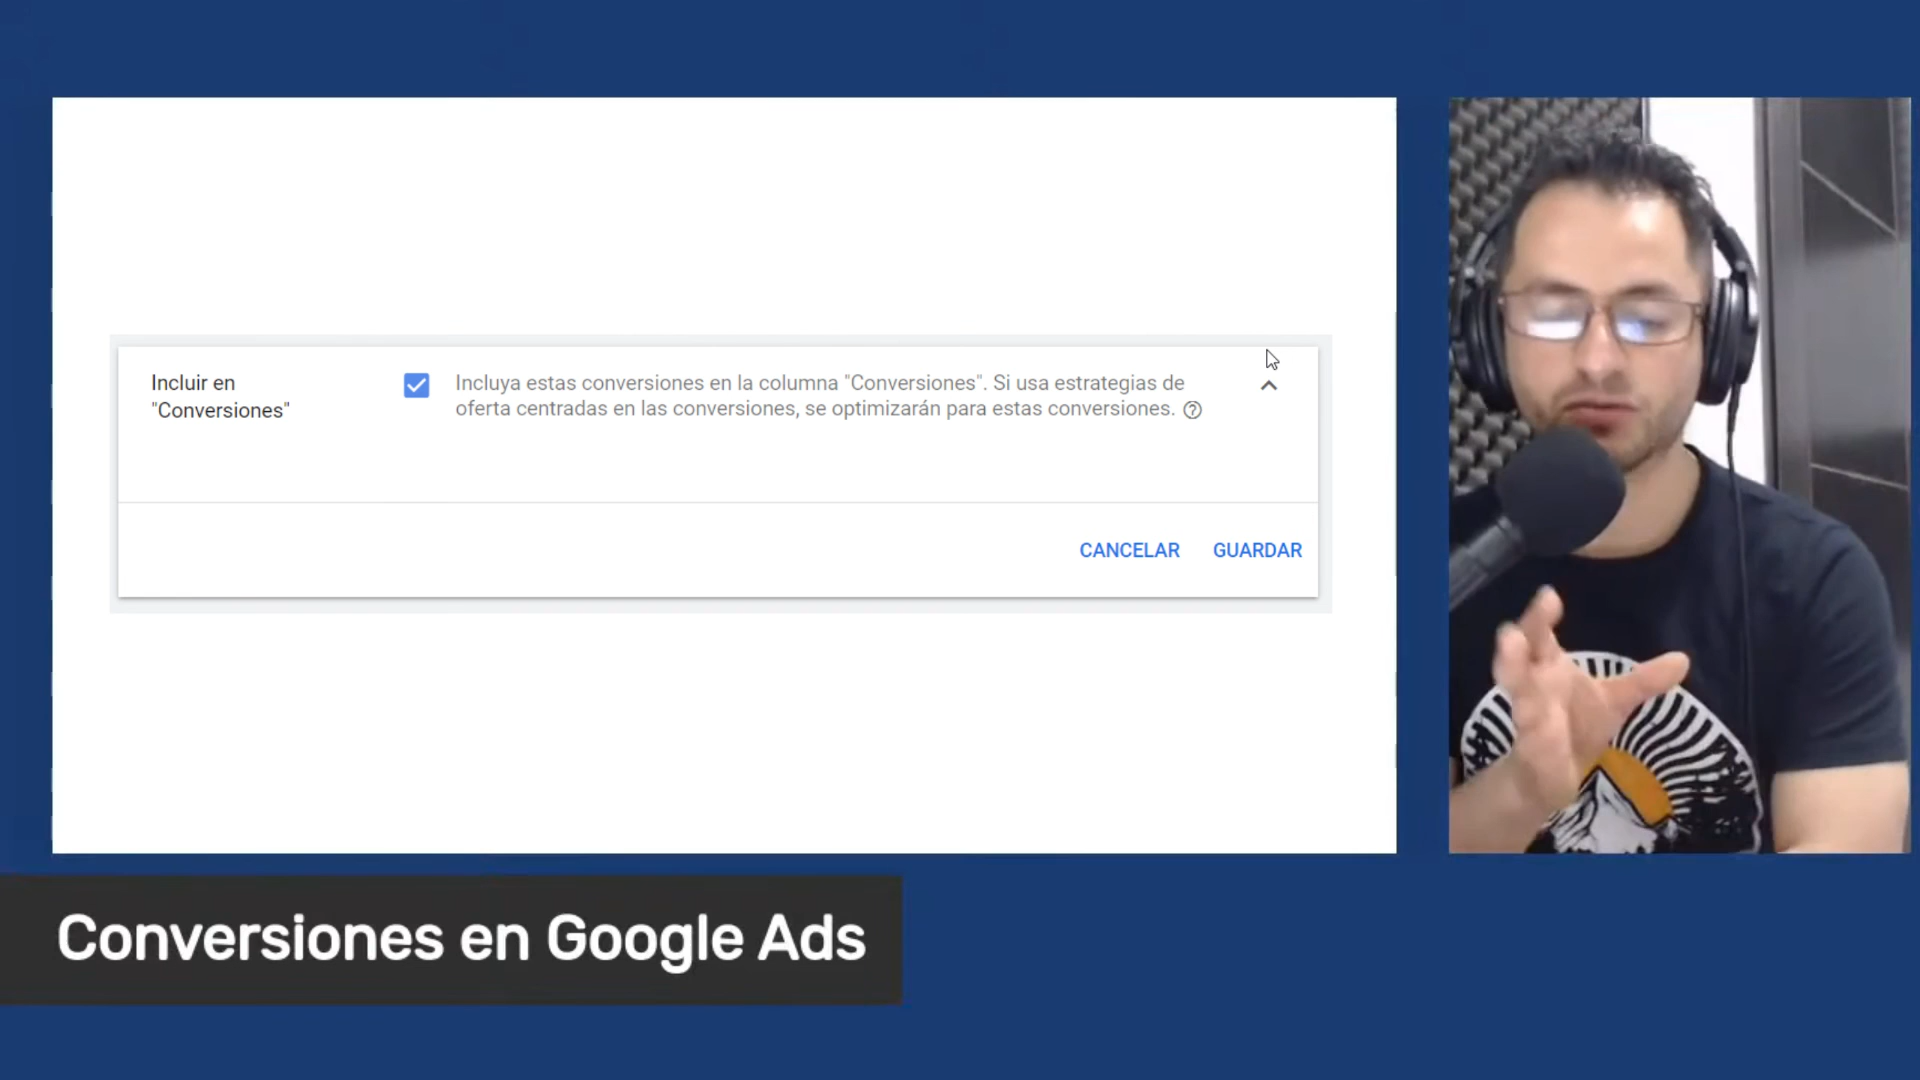 Incluir en
"Conversiones"
Incluya estas conversiones en la columna "Conversiones". Si usa estrategias de
oferta centradas en las conversiones, se optimizarán para estas conversiones.
CANCELAR GUARDAR
Conversiones en Google Ads